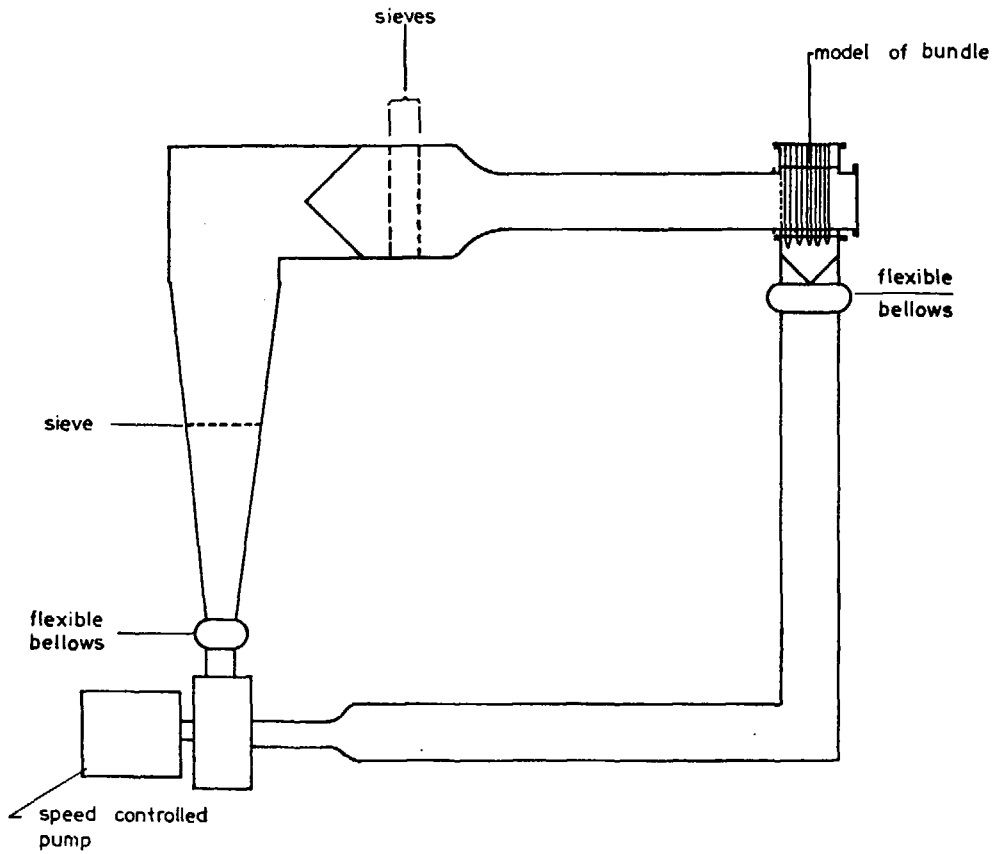 sieves
model of bundle
flexible
bellows
sieve
flexible
bellows
speed controlled
pump